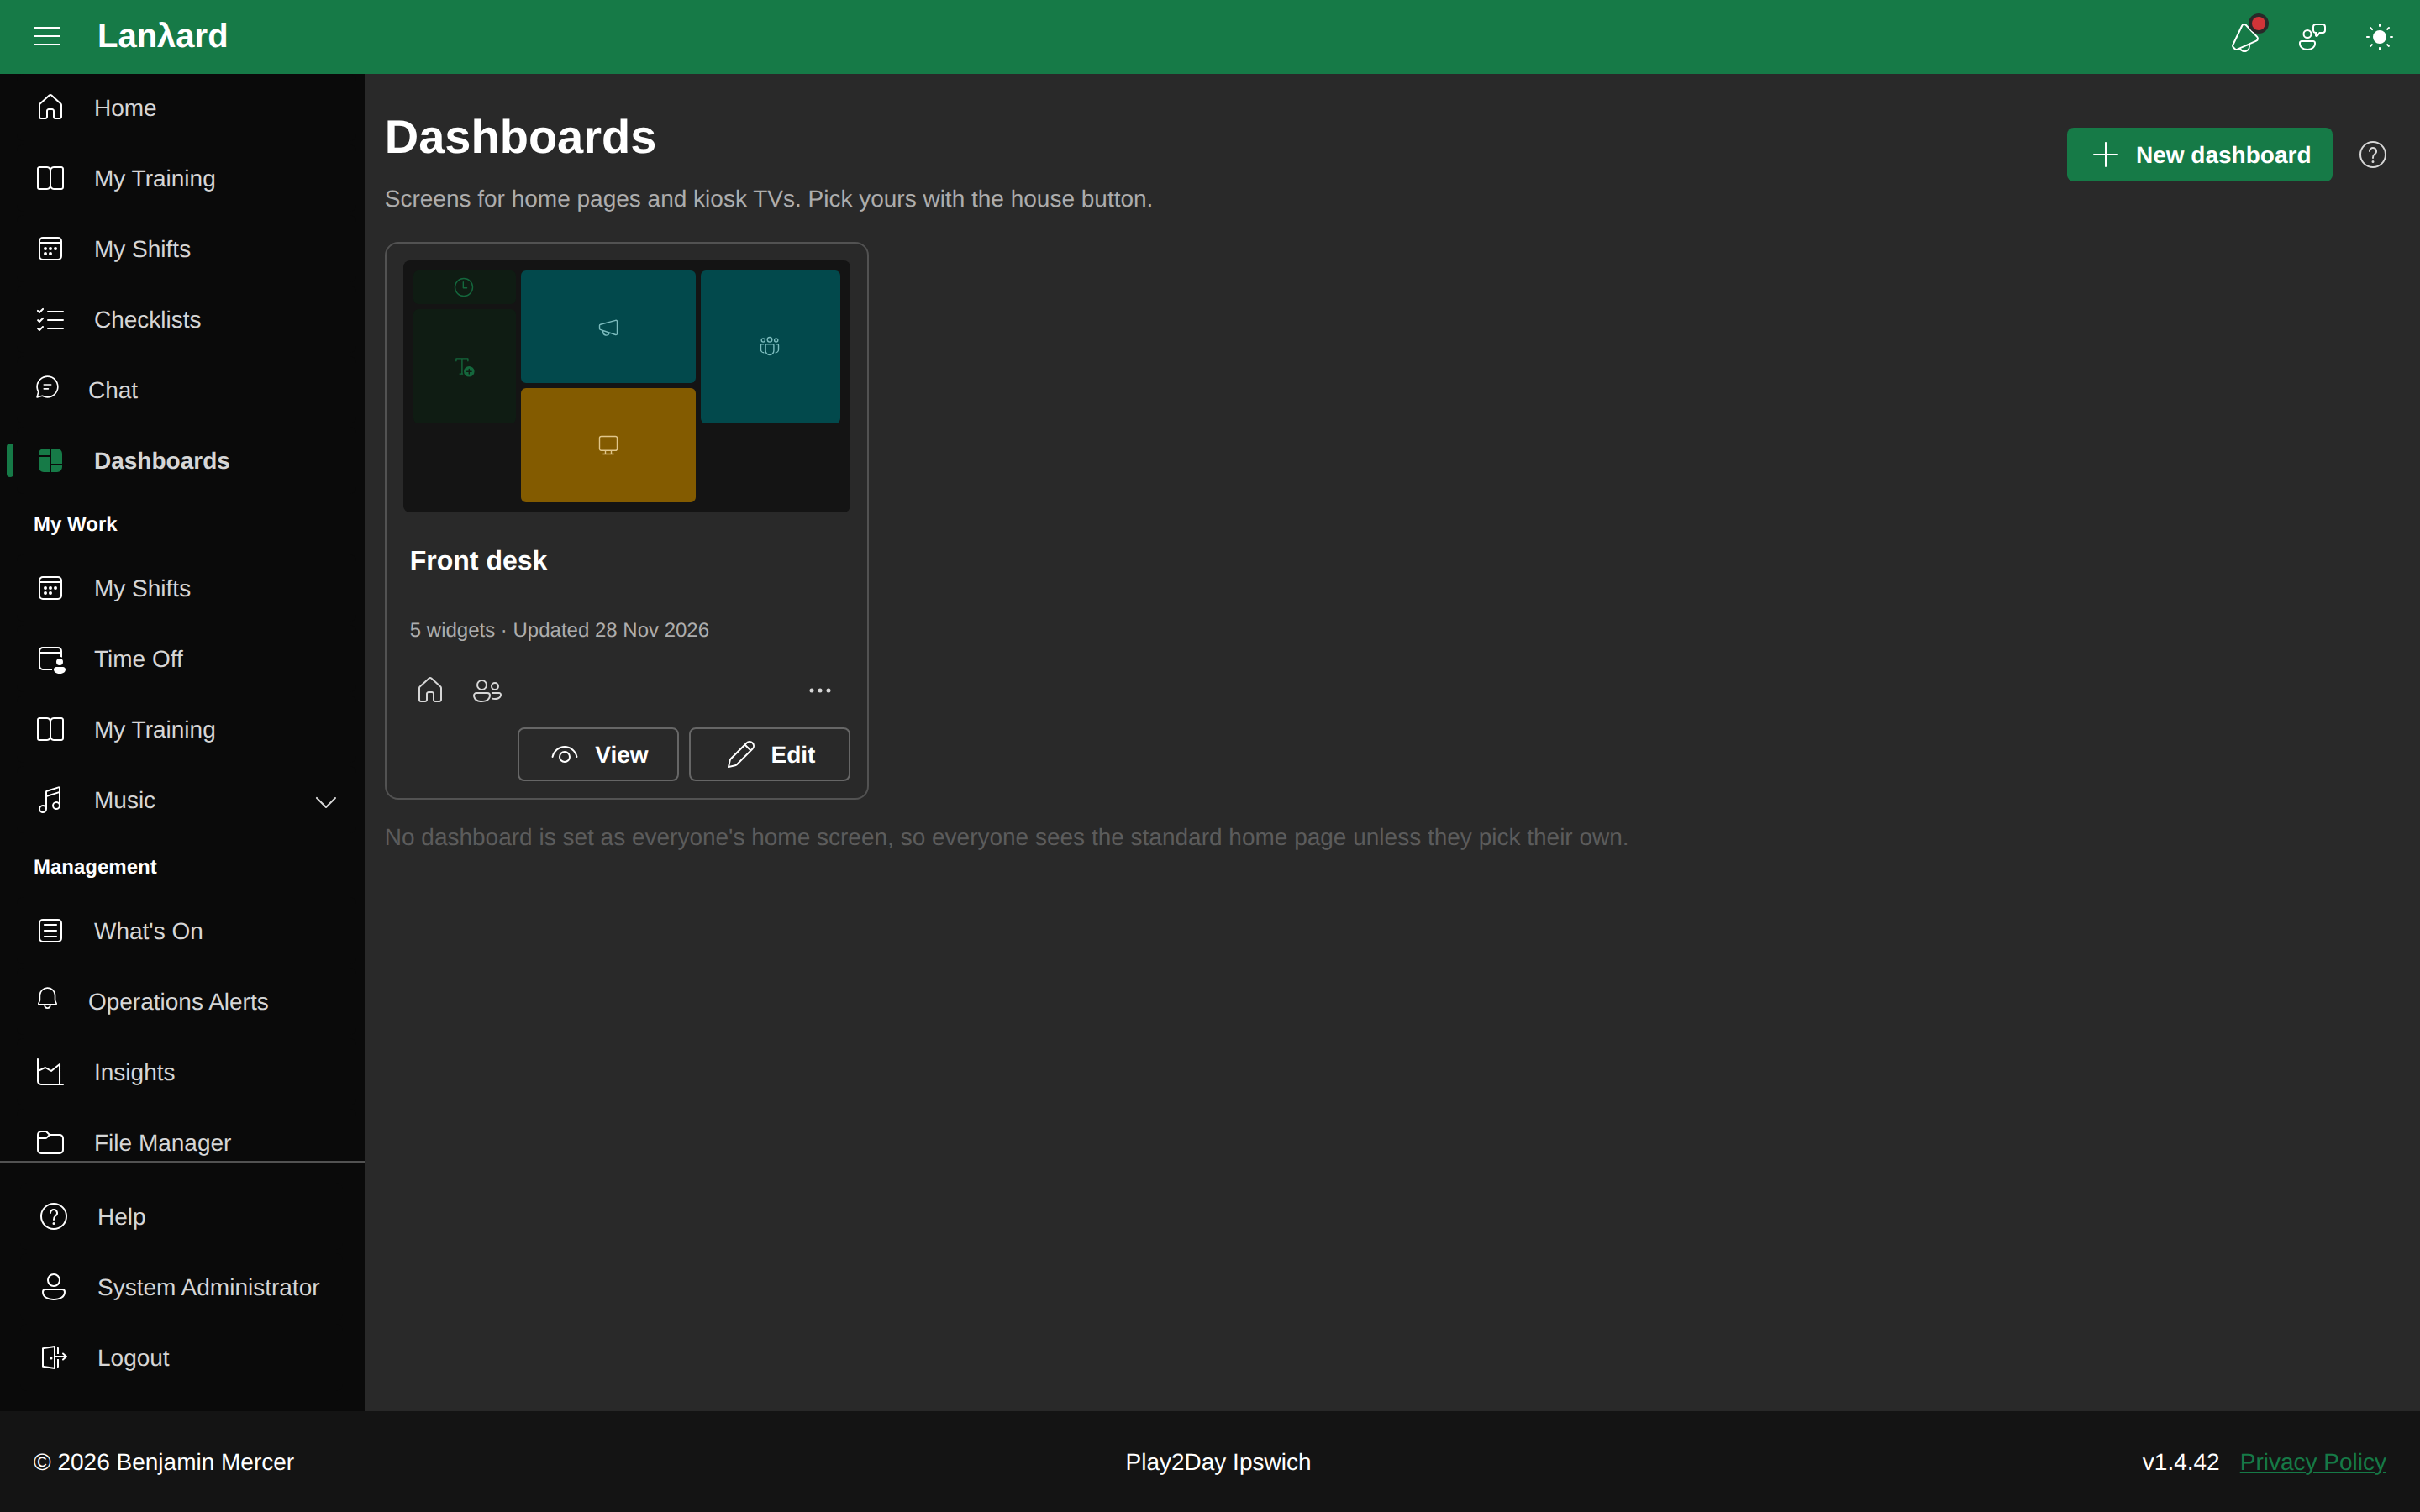 Lanλard
Home
My Training
My Shifts
Checklists
Chat
Dashboards
My Work
My Shifts
Time Off
My Training
Music
Management
What's On
Operations Alerts
Insights
File Manager
Help
System Administrator
Logout
Dashboards
New dashboard
Screens for home pages and kiosk TVs. Pick yours with the house button.
Front desk
5 widgets · Updated 28 Nov 2026
View
Edit
No dashboard is set as everyone's home screen, so everyone sees the standard home page unless they pick their own.
© 2026 Benjamin Mercer
Play2Day Ipswich
v1.4.42
Privacy Policy